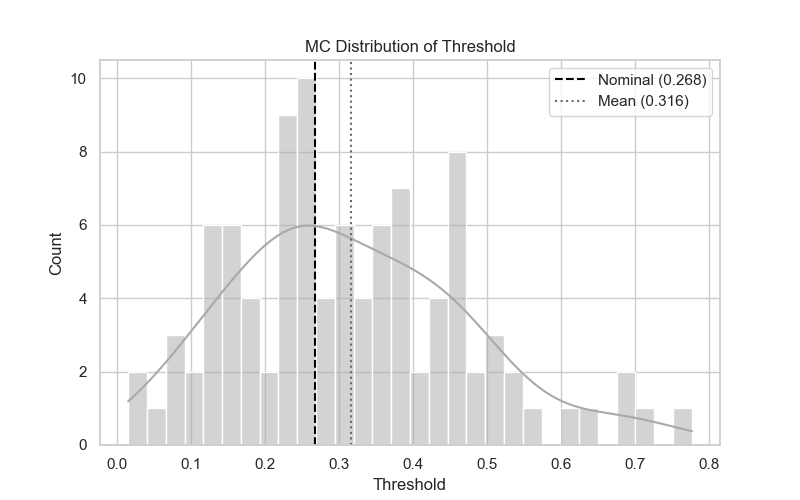 MC Distribution of Threshold
Nominal (0.268)
Mean (0.316)
Count
10
8
6
4
2
0
0.0 0.1 0.2 0.3 0.4 0.5 0.6 0.7 0.8
Threshold